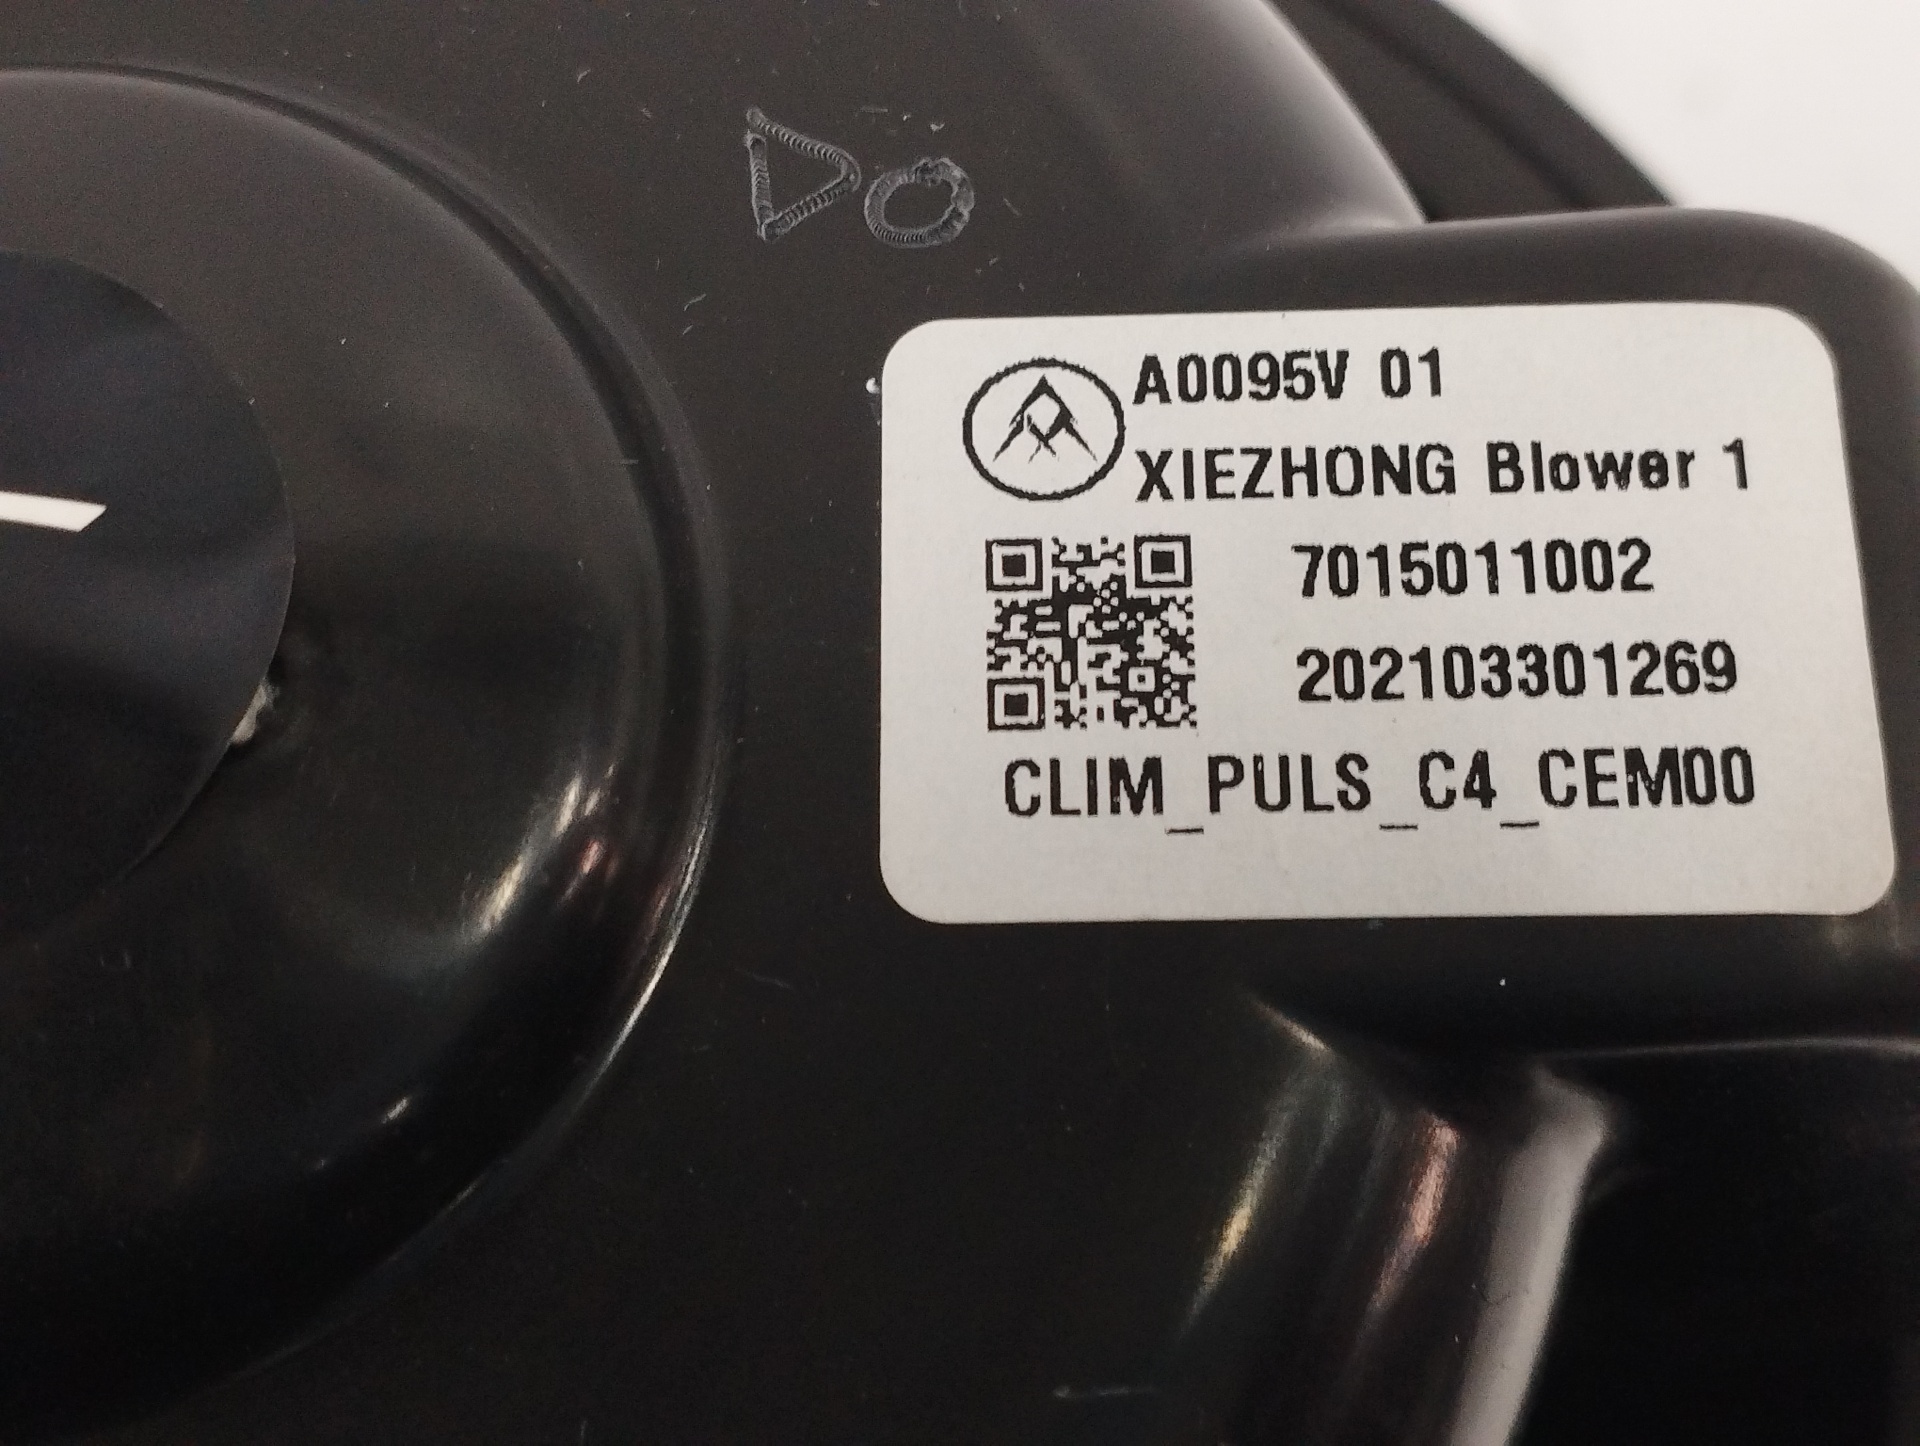 DO
A0095V 01
XIEZHONG Blower 1
7015011002
202103301269
CLIM_PULS_C4_CEM00